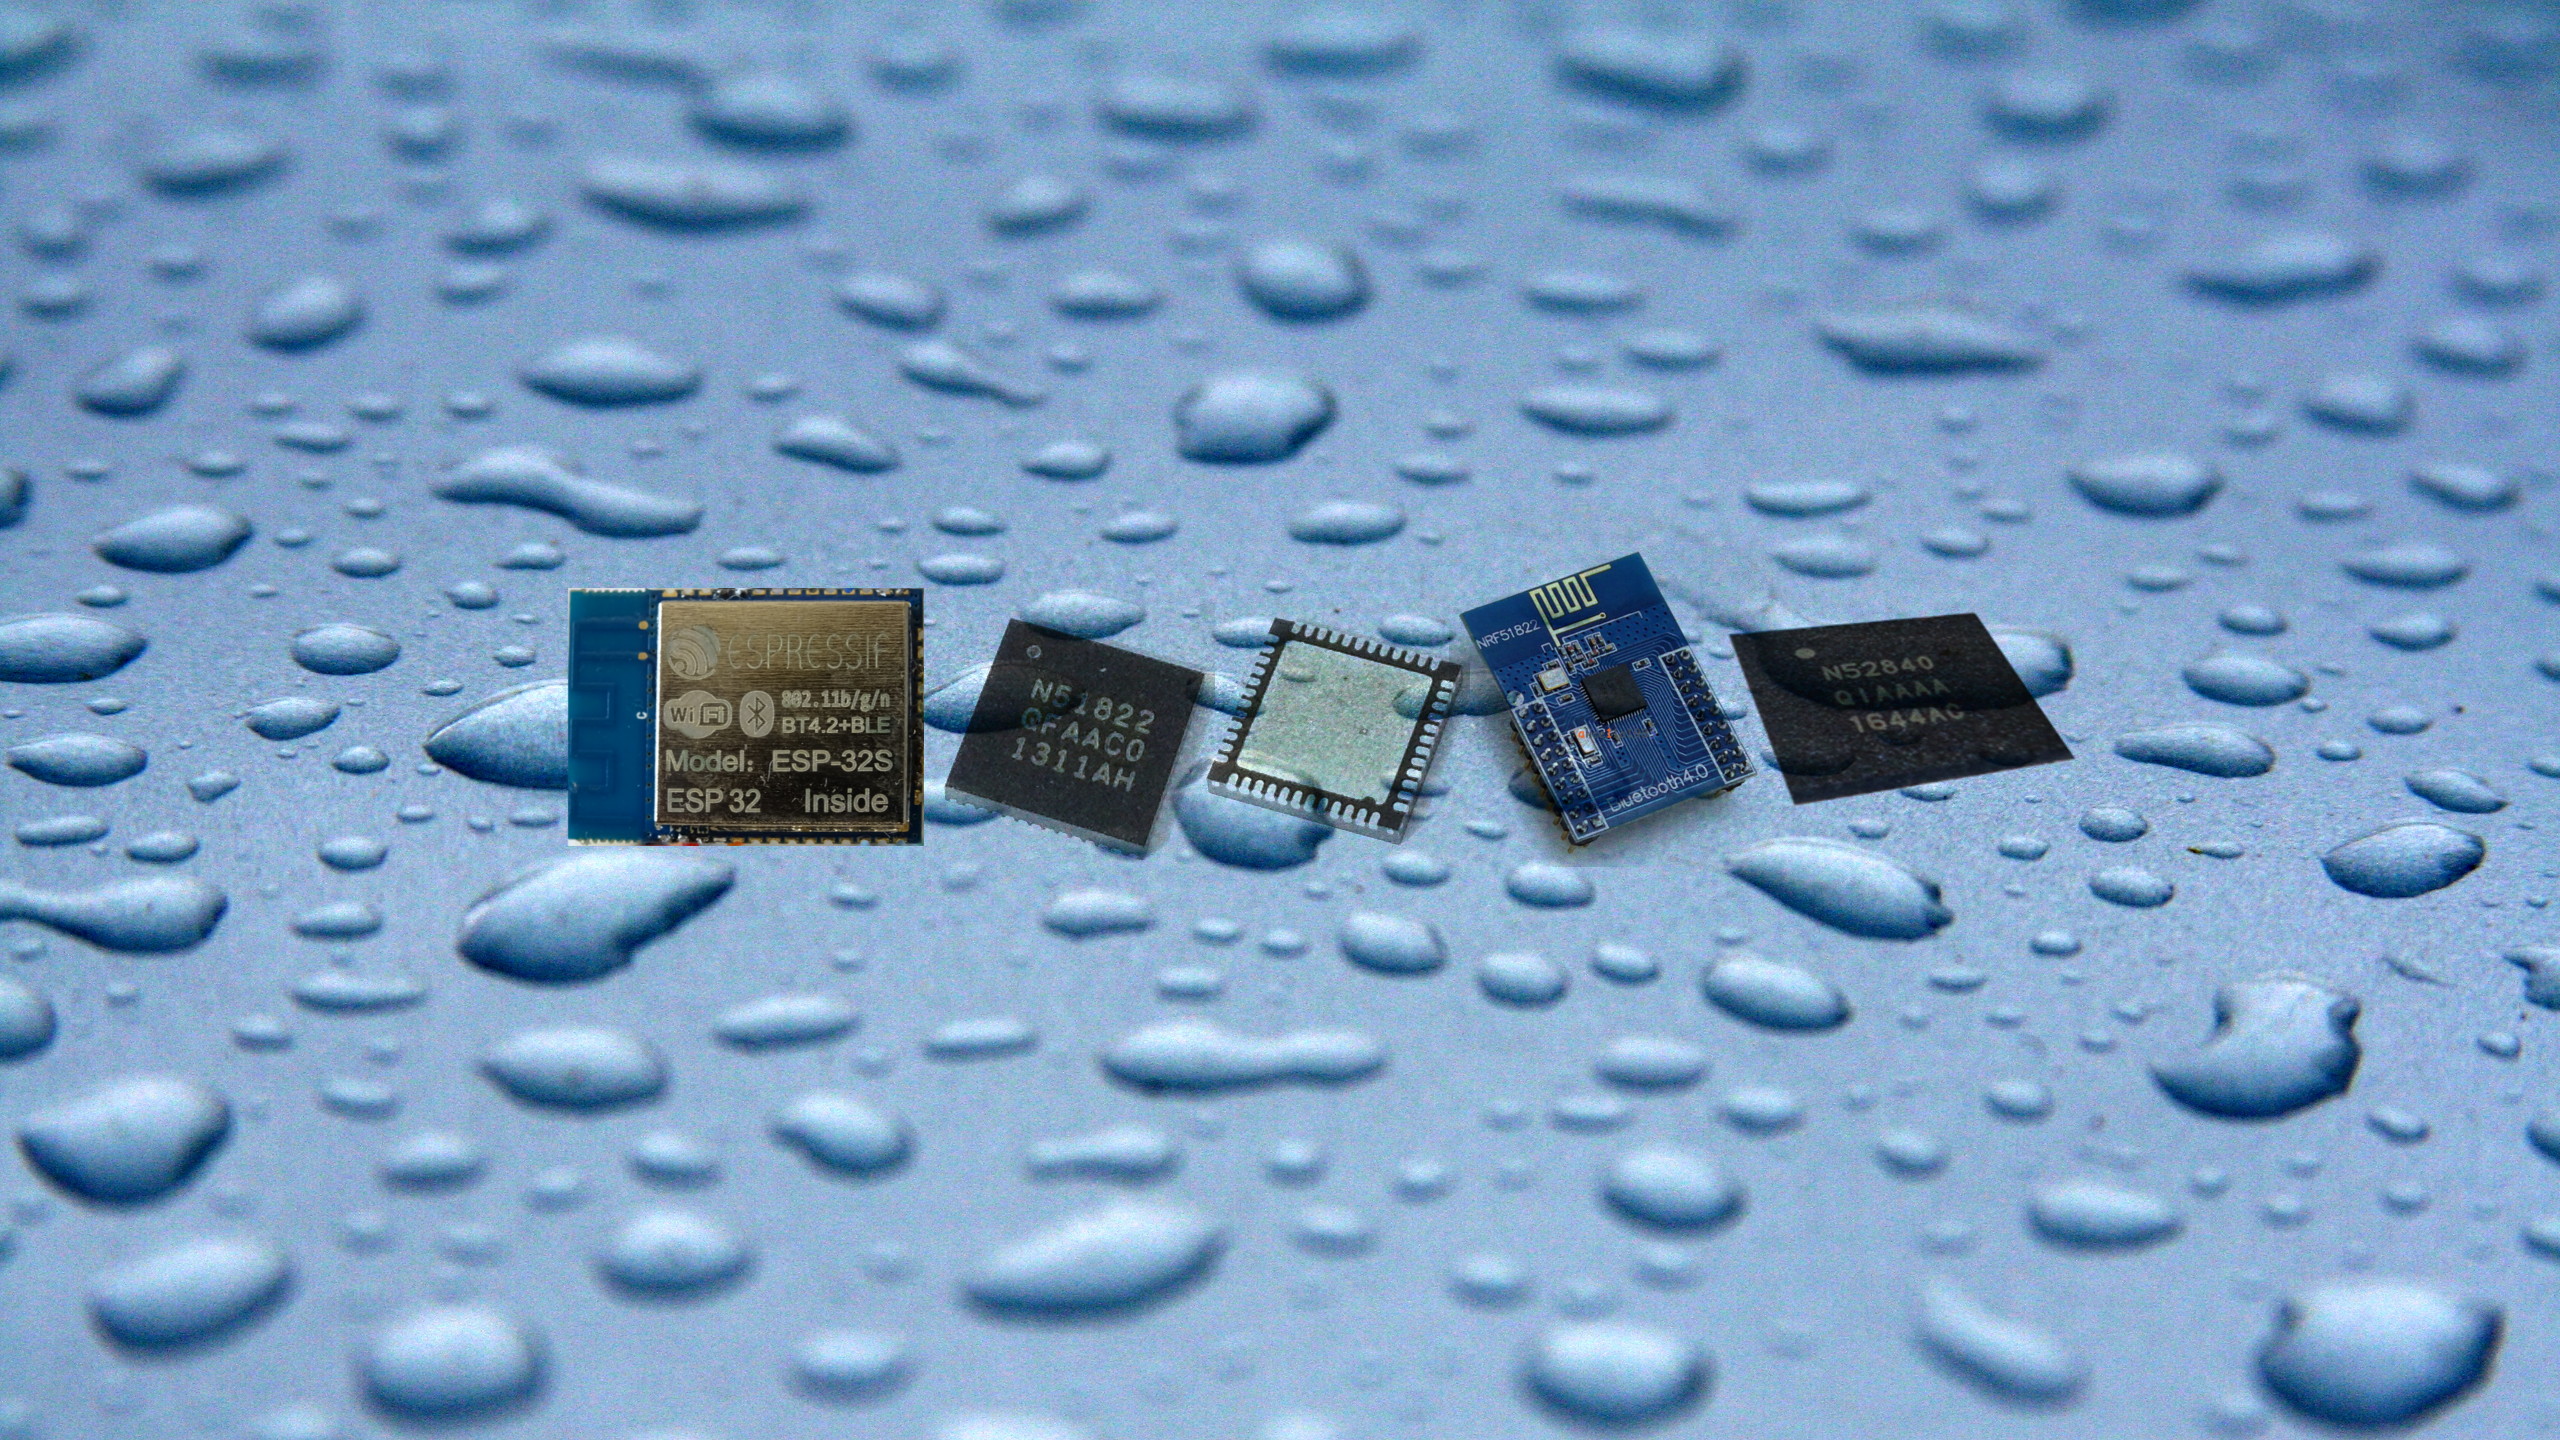 ESPRESSIF
Wi Fi
802.11b/g/n
BT4.2+BLE
Model: ESP-32S
ESP 32 Inside
N51822
QFAAC0
1311AH
NRF51822
Bluetooth4.0
N52840
QIAAAA
1644AC